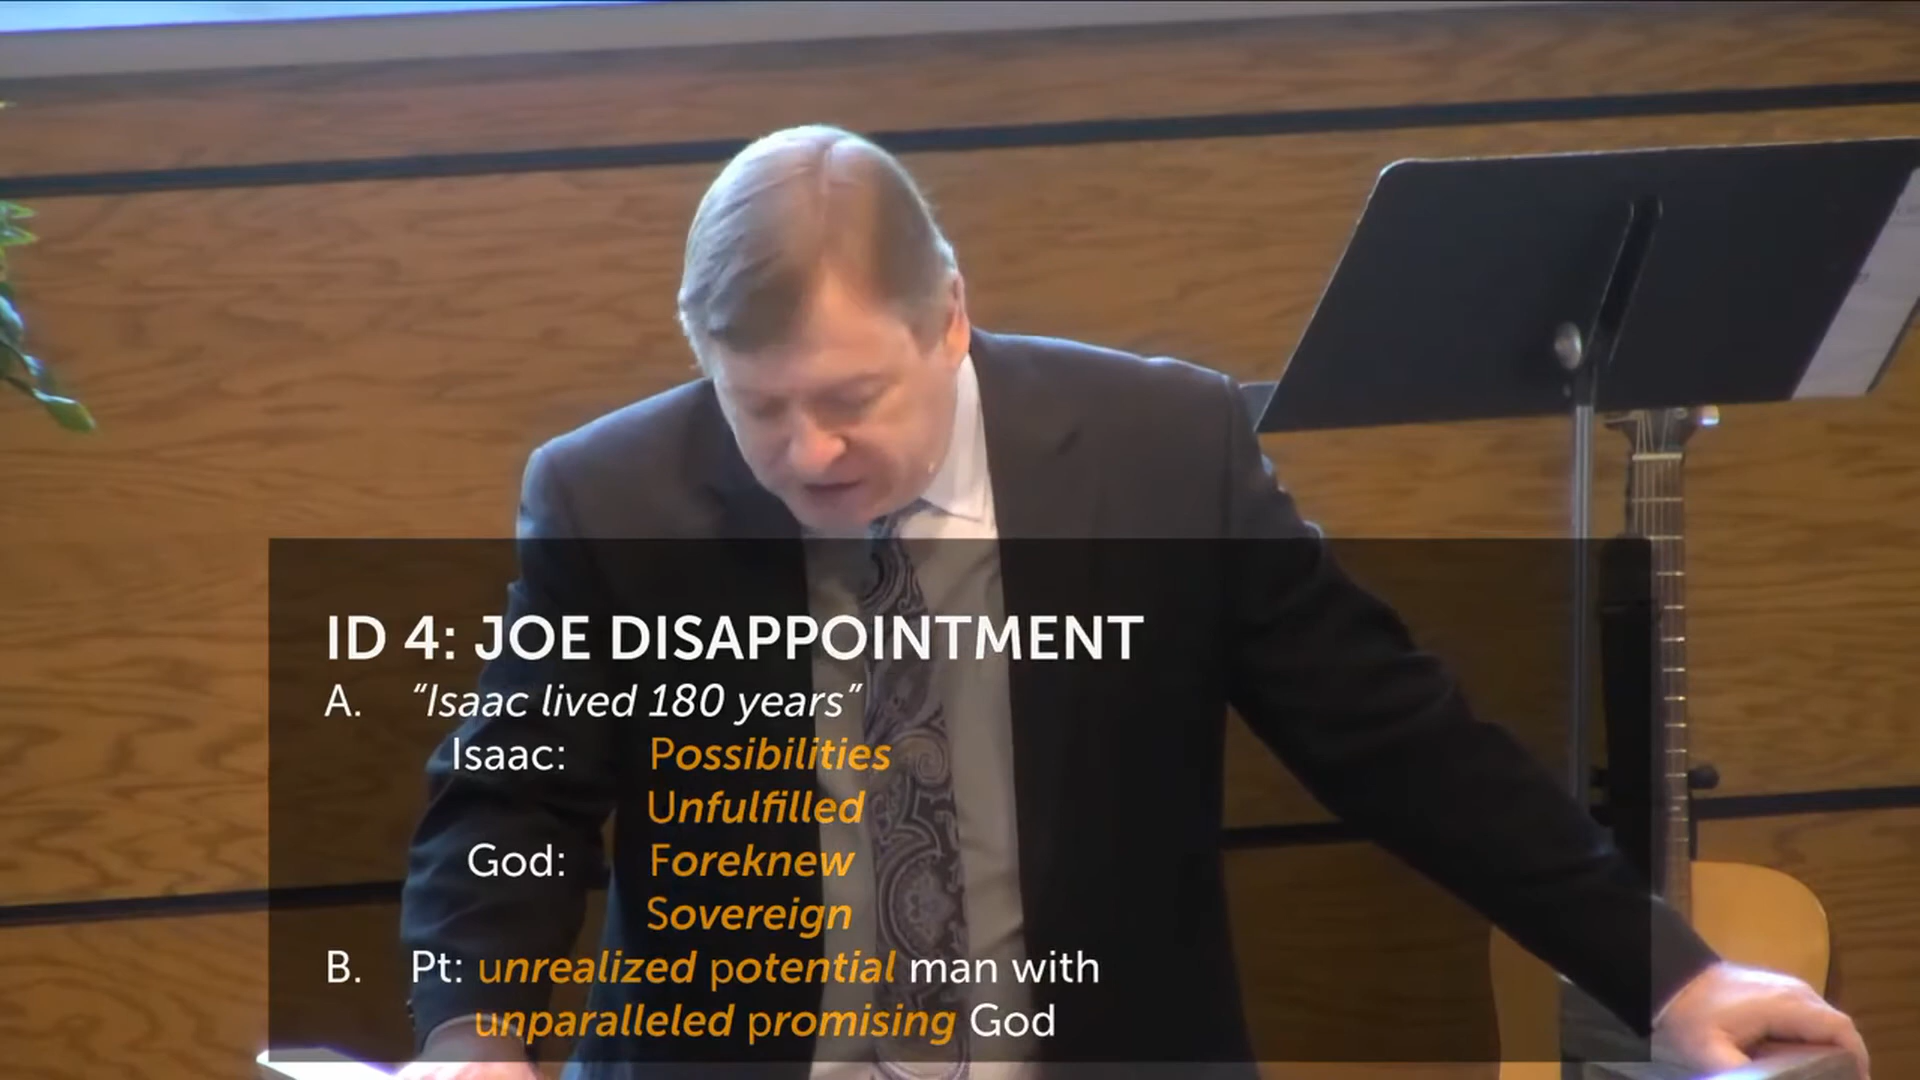 ID 4: JOE DISAPPOINTMENT
A. “Isaac lived 180 years”
Isaac: Possibilities
Unfulfilled
God: Foreknew
Sovereign
B. Pt: unrealized potential man with
unparalleled promising God